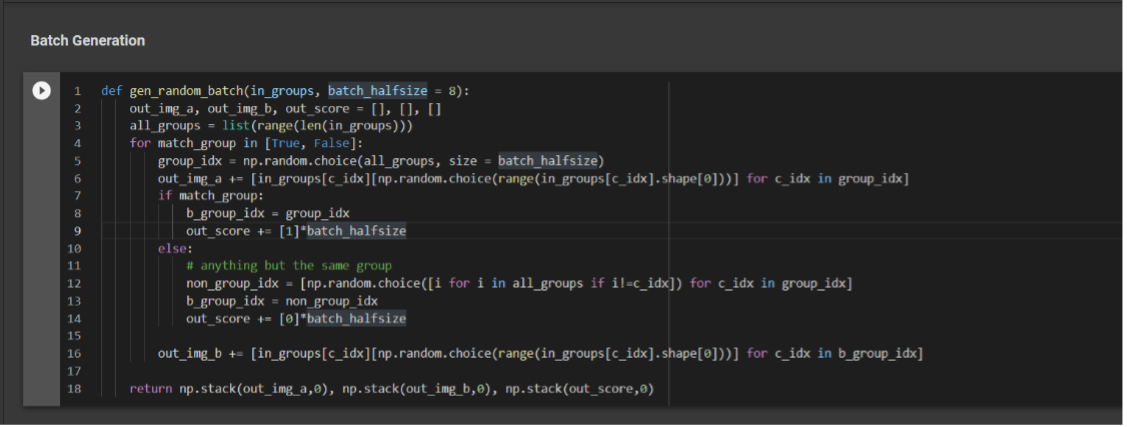 Batch Generation
1 def gen_random_batch(in_groups, batch_halfsize = 8):
2 out_img_a, out_img_b, out_score = [], [], []
3 all_groups = list(range(len(in_groups)))
4 for match_group in [True, False]:
5 group_idx = np.random.choice(all_groups, size = batch_halfsize)
6 out_img_a += [in_groups[c_idx][np.random.choice(range(in_groups[c_idx].shape[0]))] for c_idx in group_idx]
7 if match_group:
8 b_group_idx = group_idx
9 out_score += [1]*batch_halfsize
10 else:
11 # anything but the same group
12 non_group_idx = [np.random.choice([i for i in all_groups if i!=c_idx]) for c_idx in group_idx]
13 b_group_idx = non_group_idx
14 out_score += [0]*batch_halfsize
15
16 out_img_b += [in_groups[c_idx][np.random.choice(range(in_groups[c_idx].shape[0]))] for c_idx in b_group_idx]
17
18 return np.stack(out_img_a,0), np.stack(out_img_b,0), np.stack(out_score,0)